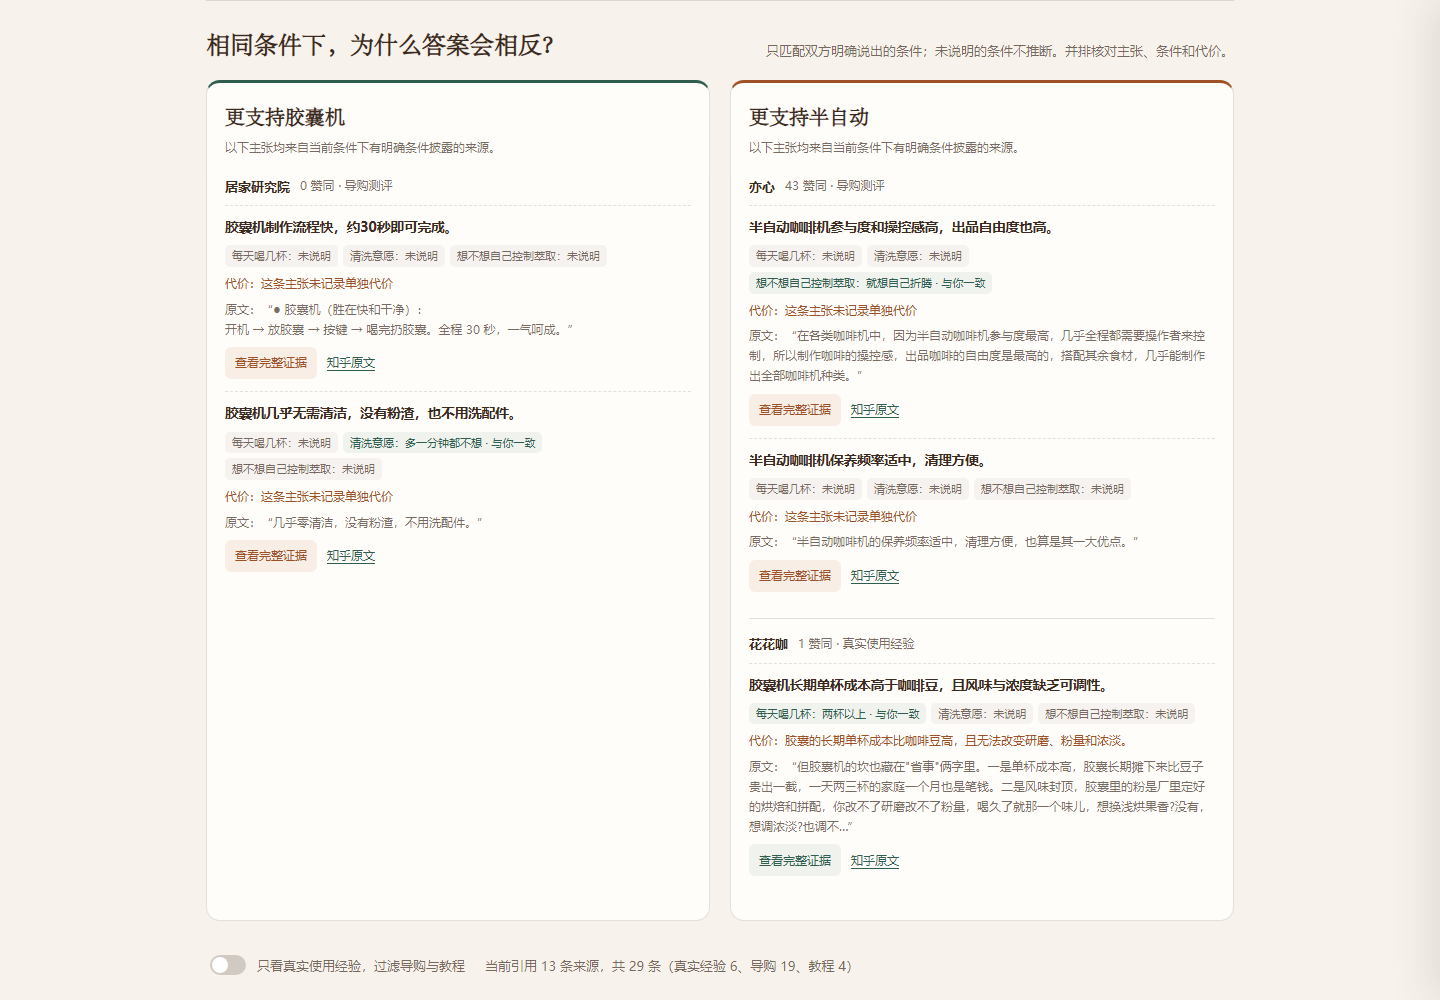 相同条件下，为什么答案会相反？
只匹配双方明确说出的条件；未说明的条件不推断。并排核对主张、条件和代价。
更支持胶囊机
以下主张均来自当前条件下有明确条件披露的来源。
居家研究院 0 赞同 · 导购测评
胶囊机制作流程快，约30秒即可完成。
每天喝几杯：未说明 清洗意愿：未说明 想不想自己控制萃取：未说明
代价：这条主张未记录单独代价
原文： “● 胶囊机（胜在快和干净）：
开机 → 放胶囊 → 按键 → 喝完扔胶囊。全程 30 秒，一气呵成。”
查看完整证据 知乎原文
胶囊机几乎无需清洁，没有粉渣，也不用洗配件。
每天喝几杯：未说明 清洗意愿：多一分钟都不想 · 与你一致
想不想自己控制萃取：未说明
代价：这条主张未记录单独代价
原文： “几乎零清洁，没有粉渣，不用洗配件。”
查看完整证据 知乎原文
更支持半自动
以下主张均来自当前条件下有明确条件披露的来源。
亦心 43 赞同 · 导购测评
半自动咖啡机参与度和操控感高，出品自由度也高。
每天喝几杯：未说明 清洗意愿：未说明
想不想自己控制萃取：就想自己折腾 · 与你一致
代价：这条主张未记录单独代价
原文： “在各类咖啡机中，因为半自动咖啡机参与度最高，几乎全程都需要操作者来控
制，所以制作咖啡的操控感，出品咖啡的自由度是最高的，搭配其余食材，几乎能制作
出全部咖啡机种类。”
查看完整证据 知乎原文
半自动咖啡机保养频率适中，清理方便。
每天喝几杯：未说明 清洗意愿：未说明 想不想自己控制萃取：未说明
代价：这条主张未记录单独代价
原文： “半自动咖啡机的保养频率适中，清理方便，也算是其一大优点。”
查看完整证据 知乎原文
花花咖 1 赞同 · 真实使用经验
胶囊机长期单杯成本高于咖啡豆，且风味与浓度缺乏可调性。
每天喝几杯：两杯以上 · 与你一致 清洗意愿：未说明 想不想自己控制萃取：未说明
代价：胶囊的长期单杯成本比咖啡豆高，且无法改变研磨、粉量和浓淡。
原文： “但胶囊机的坎也藏在"省事"俩字里。一是单杯成本高，胶囊长期摊下来比豆子
贵出一截，一天两三杯的家庭一个月也是笔钱。二是风味封顶，胶囊里的粉是厂里定好
的烘焙和拼配，你改不了研磨改不了粉量，喝久了就那一个味儿，想换浅烘果香?没有，
想调浓淡?也调不…”
查看完整证据 知乎原文
只看真实使用经验，过滤导购与教程 当前引用 13 条来源，共 29 条（真实经验 6、导购 19、教程 4）